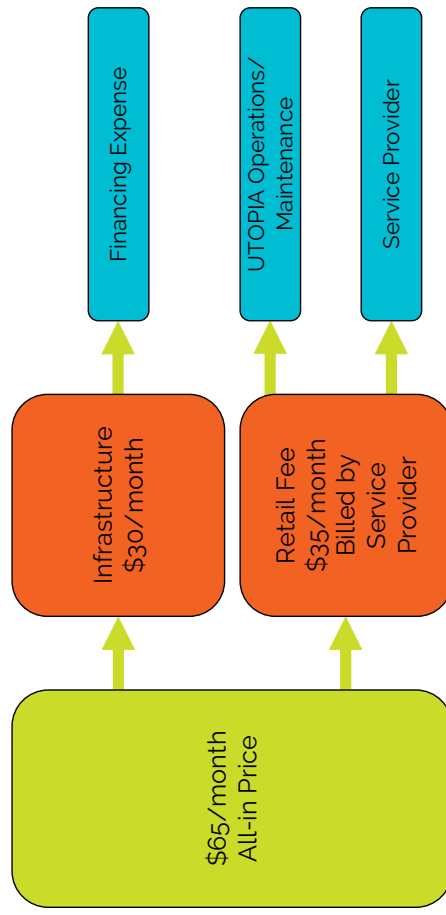 $65/month
All-in Price
Infrastructure
$30/month
Retail Fee
$35/month
Billed by
Service
Provider
Financing Expense
UTOPIA Operations/
Maintenance
Service Provider